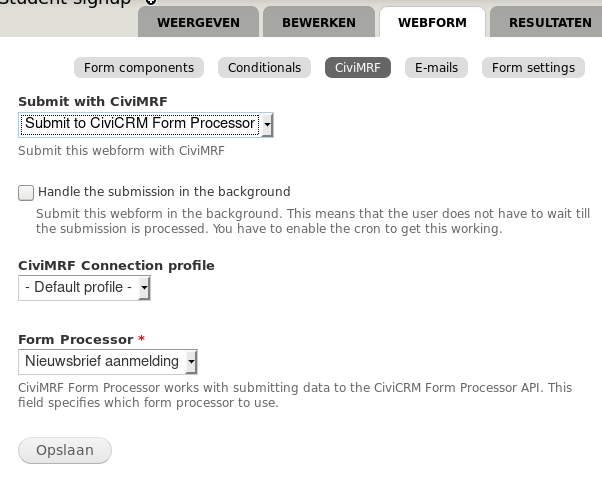 Student signup
WEERGEVEN BEWERKEN WEBFORM RESULTATEN
Form components Conditionals CiviMRF E-mails Form settings
Submit with CiviMRF
Submit to CiviCRM Form Processor
Submit this webform with CiviMRF
Handle the submission in the background
Submit this webform in the background. This means that the user does not have to wait till
the submission is processed. You have to enable the cron to get this working.
CiviMRF Connection profile
- Default profile -
Form Processor *
Nieuwsbrief aanmelding
CiviMRF Form Processor works with submitting data to the CiviCRM Form Processor API. This
field specifies which form processor to use.
Opslaan